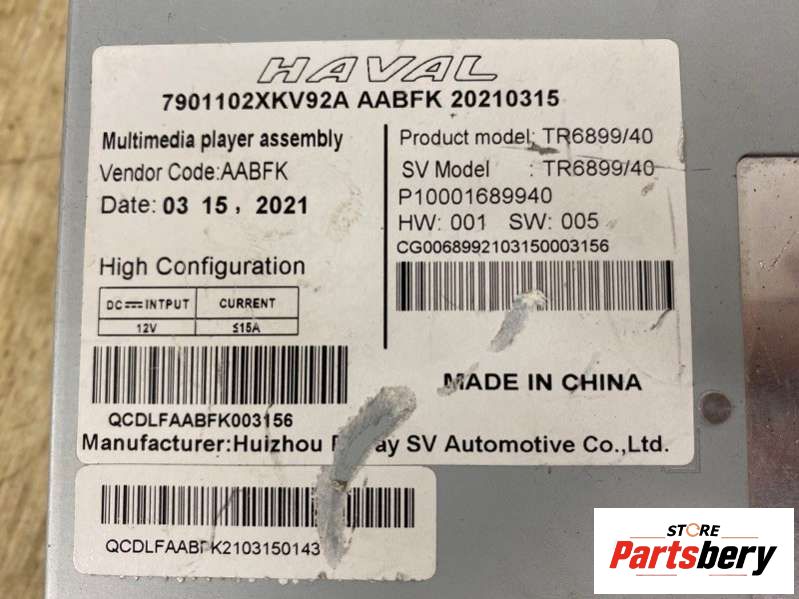 HAVAL
7901102XKV92A AABFK 20210315
Multimedia player assembly
Vendor Code:AABFK
Date: 03 15, 2021
High Configuration
DC INTPUT CURRENT
12V ≤15A
QCDLFAABFK003156
Product model: TR6899/40
SV Model : TR6899/40
P10001689940
HW: 001 SW: 005
CG0068992103150003156
MADE IN CHINA
Manufacturer:Huizhou SV Automotive Co.,Ltd.
STORE
Partsbery